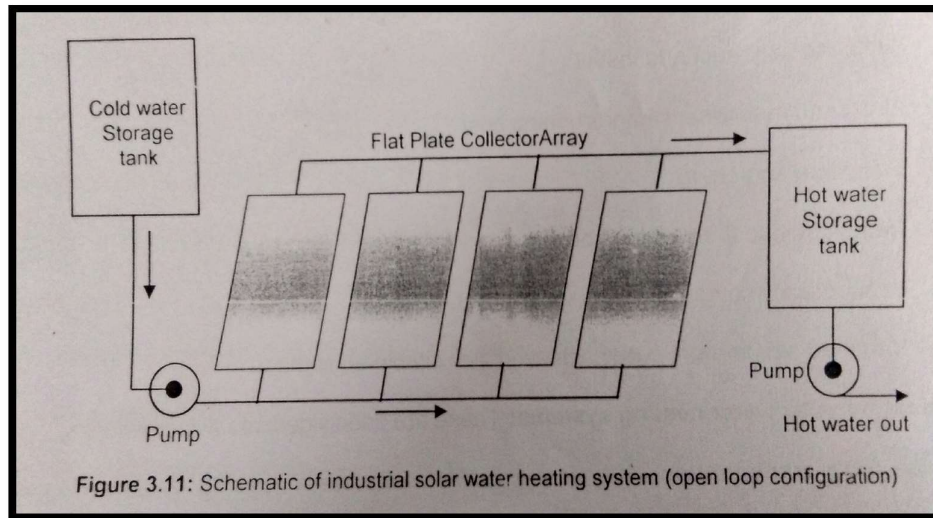 Cold water
Storage
tank
Flat Plate CollectorArray
Hot water
Storage
tank
Pump
Pump
Hot water out
Figure 3.11: Schematic of industrial solar water heating system (open loop configuration)